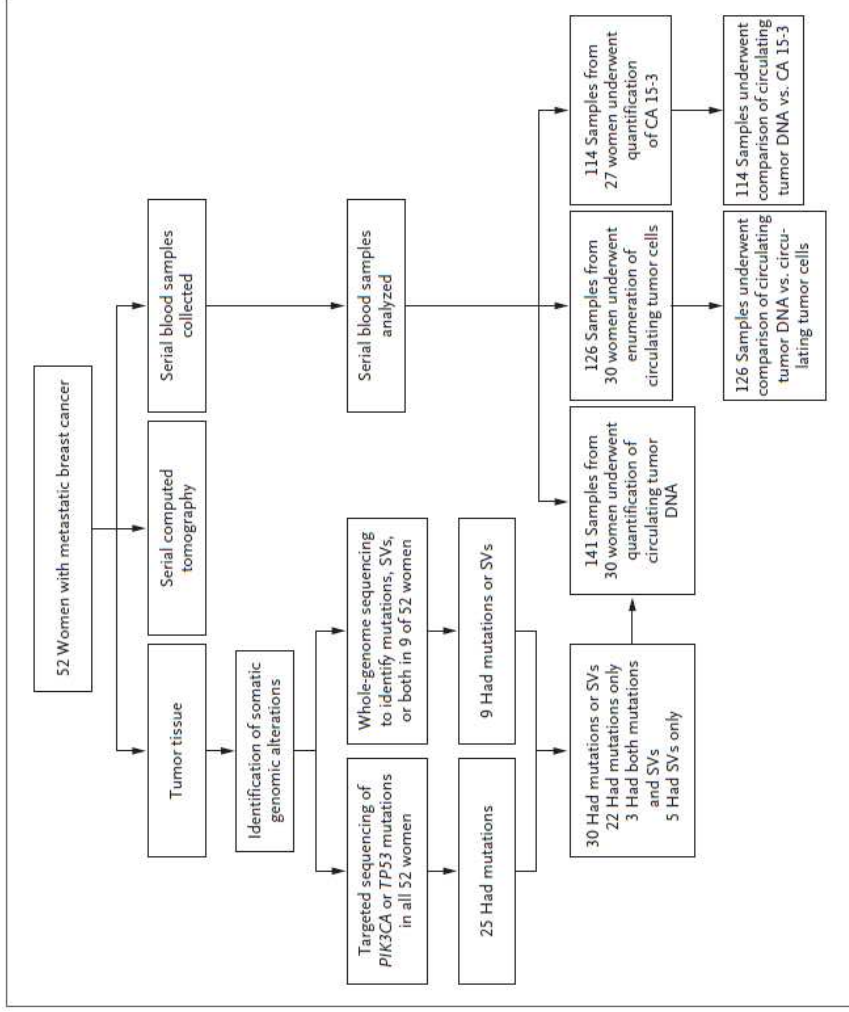 52 Women with metastatic breast cancer
Tumor tissue
Serial computed
tomography
Serial blood samples
collected
Identification of somatic
genomic alterations
Targeted sequencing of
PIK3CA or TP53 mutations
in all 52 women
Whole-genome sequencing
to identify mutations, SVs,
or both in 9 of 52 women
Serial blood samples
analyzed
25 Had mutations
9 Had mutations or SVs
30 Had mutations or SVs
22 Had mutations only
3 Had both mutations
and SVs
5 Had SVs only
141 Samples from
30 women underwent
quantification of
circulating tumor
DNA
126 Samples from
30 women underwent
enumeration of
circulating tumor cells
114 Samples from
27 women underwent
quantification
of CA 15-3
126 Samples underwent
comparison of circulating
tumor DNA vs. circu-
lating tumor cells
114 Samples underwent
comparison of circulating
tumor DNA vs. CA 15-3